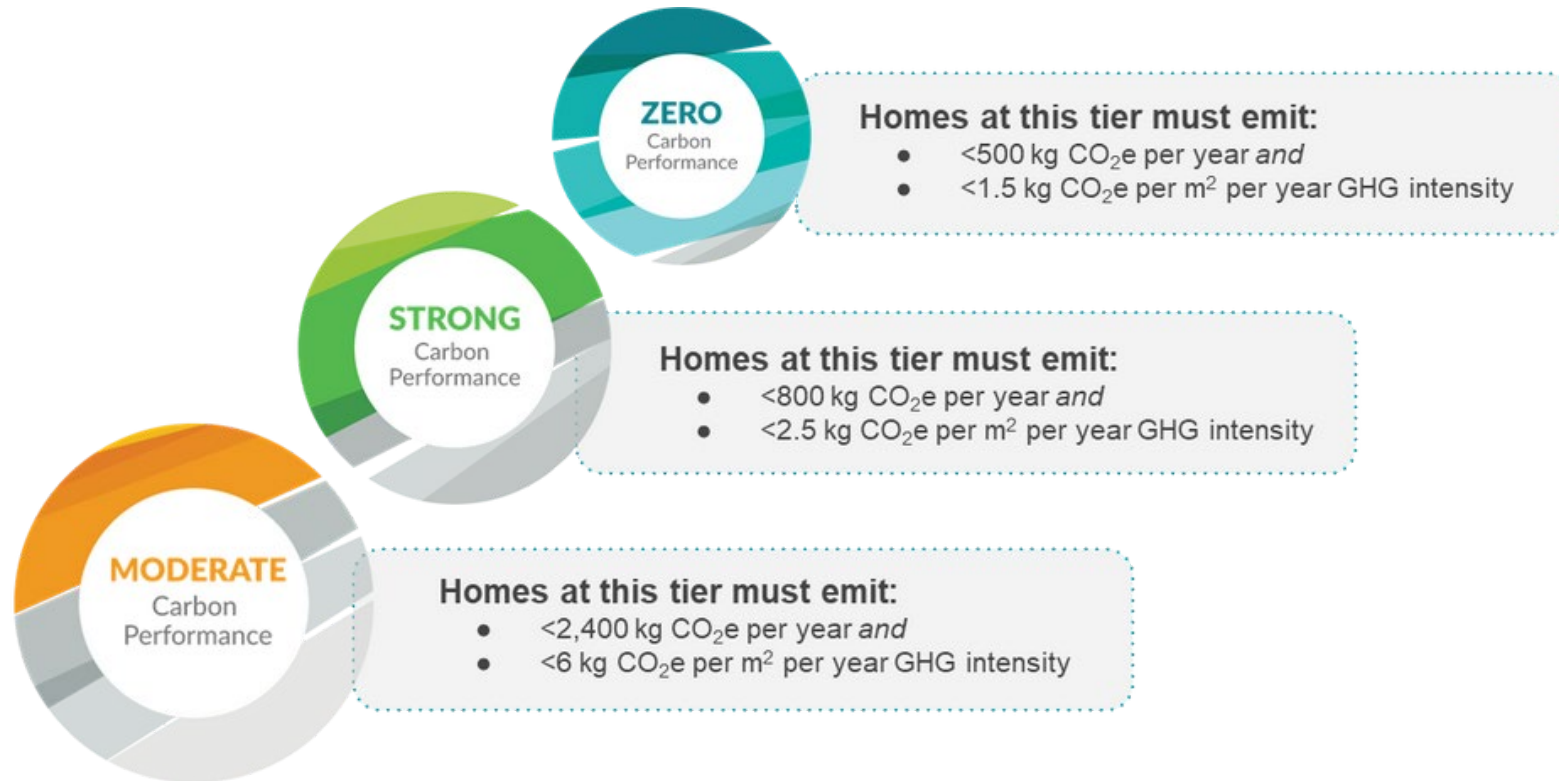 ZERO
Carbon
Performance
Homes at this tier must emit:
● <500 kg CO₂e per year and
● <1.5 kg CO₂e per m² per year GHG intensity
STRONG
Carbon
Performance
Homes at this tier must emit:
● <800 kg CO₂e per year and
● <2.5 kg CO₂e per m² per year GHG intensity
MODERATE
Carbon
Performance
Homes at this tier must emit:
● <2,400 kg CO₂e per year and
● <6 kg CO₂e per m² per year GHG intensity